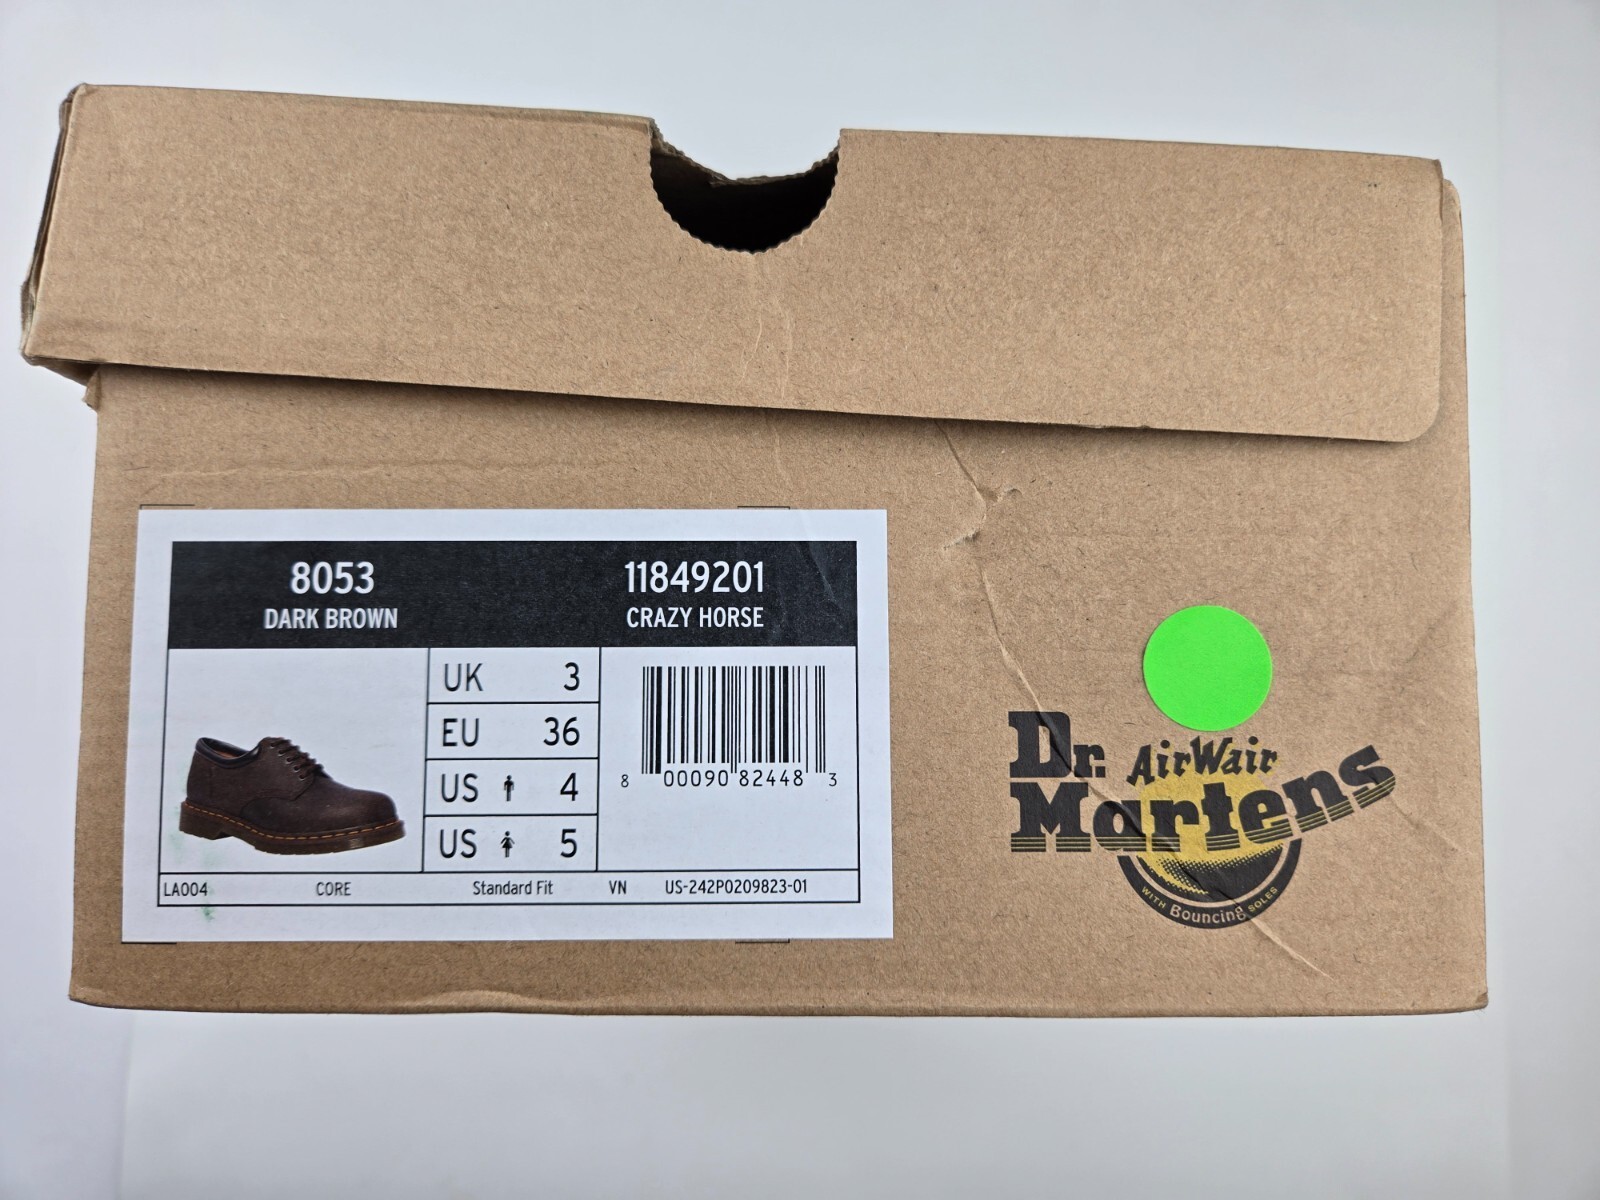 8053 11849201
DARK BROWN CRAZY HORSE
UK 3
EU 36
US 4
US 5
8 00090 82448 3
LA004 CORE Standard Fit VN US-242P0209823-01
Dr. AirWair
Martens
WITH Bouncing SOLES